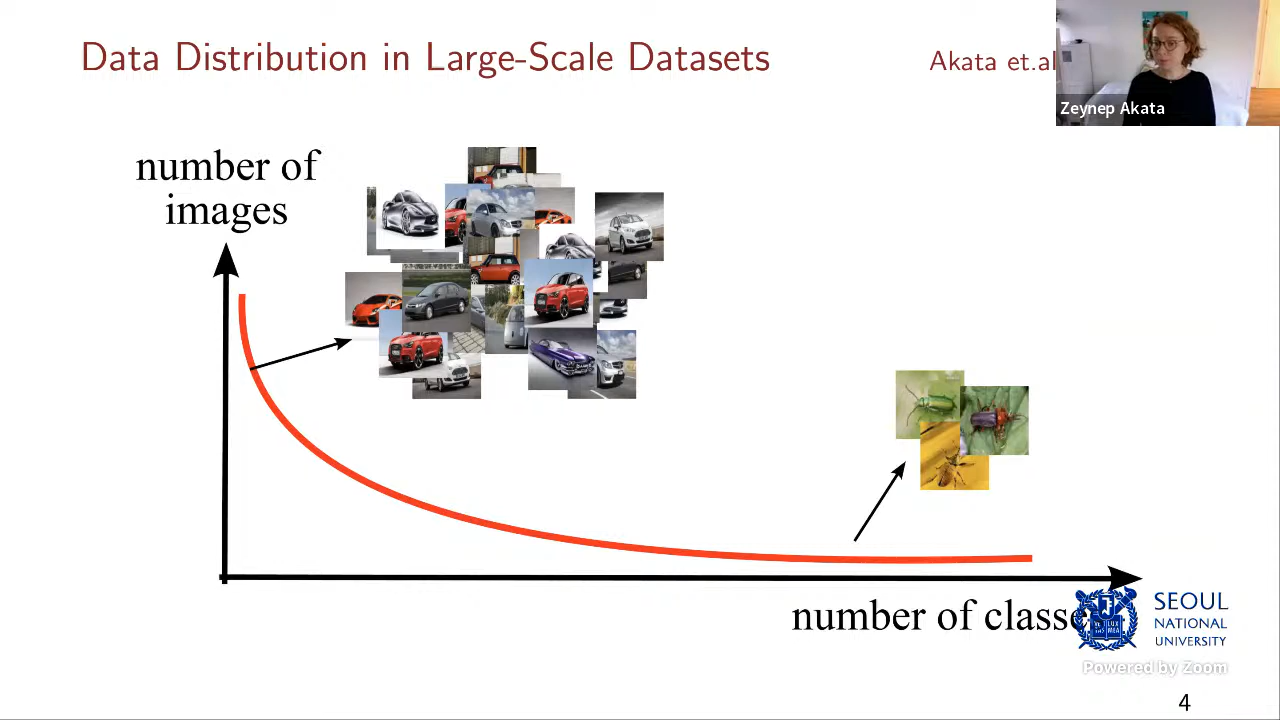 Data Distribution in Large-Scale Datasets
Akata et.al
Zeynep Akata
number of
images
number of classes
SEOUL
NATIONAL
UNIVERSITY
Powered by Zoom
4